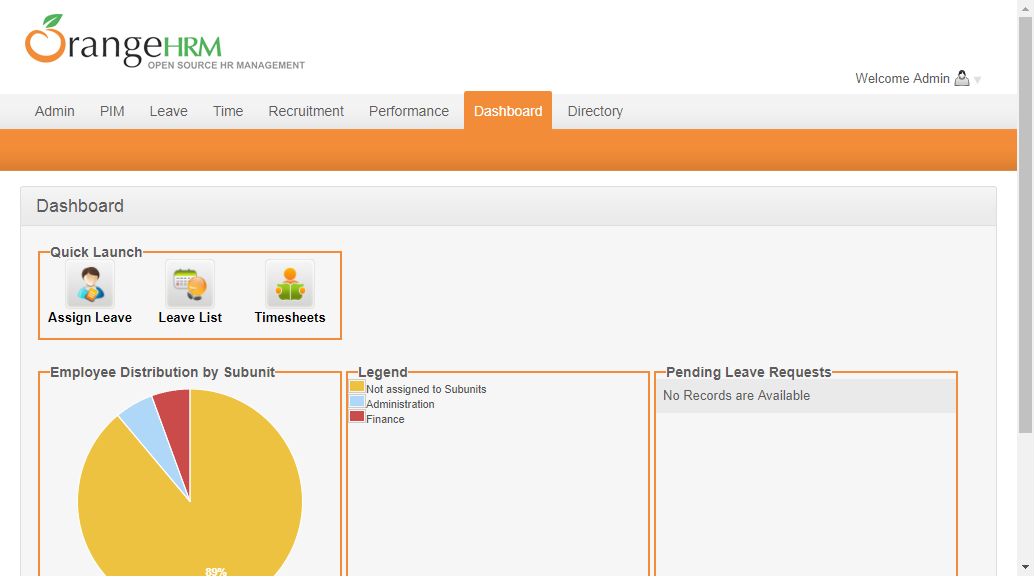 OrangeHRM
OPEN SOURCE HR MANAGEMENT
Welcome Admin
Admin PIM Leave Time Recruitment Performance Dashboard Directory
Dashboard
Quick Launch
Assign Leave Leave List Timesheets
Employee Distribution by Subunit Legend Pending Leave Requests
Not assigned to Subunits
No Records are Available
Administration
Finance
89%